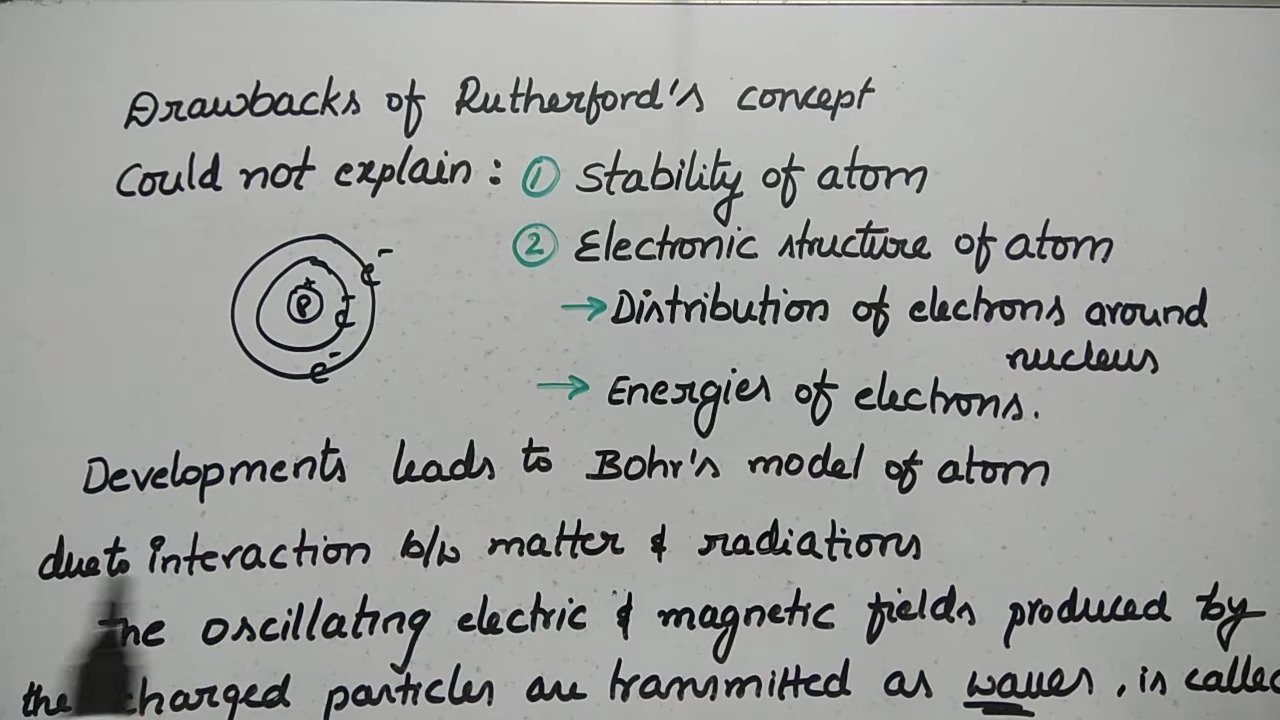 Drawbacks of Rutherford's concept
Could not explain : ① Stability of atom
② Electronic structure of atom
→ Distribution of electrons around
nucleus
→ Energies of electrons.
e⁻
+
P
e⁻
Developments leads to Bohr's model of atom
due to interaction b/w matter & radiations
the oscillating electric & magnetic fields produced by
the charged particles are transmitted as waves, is called